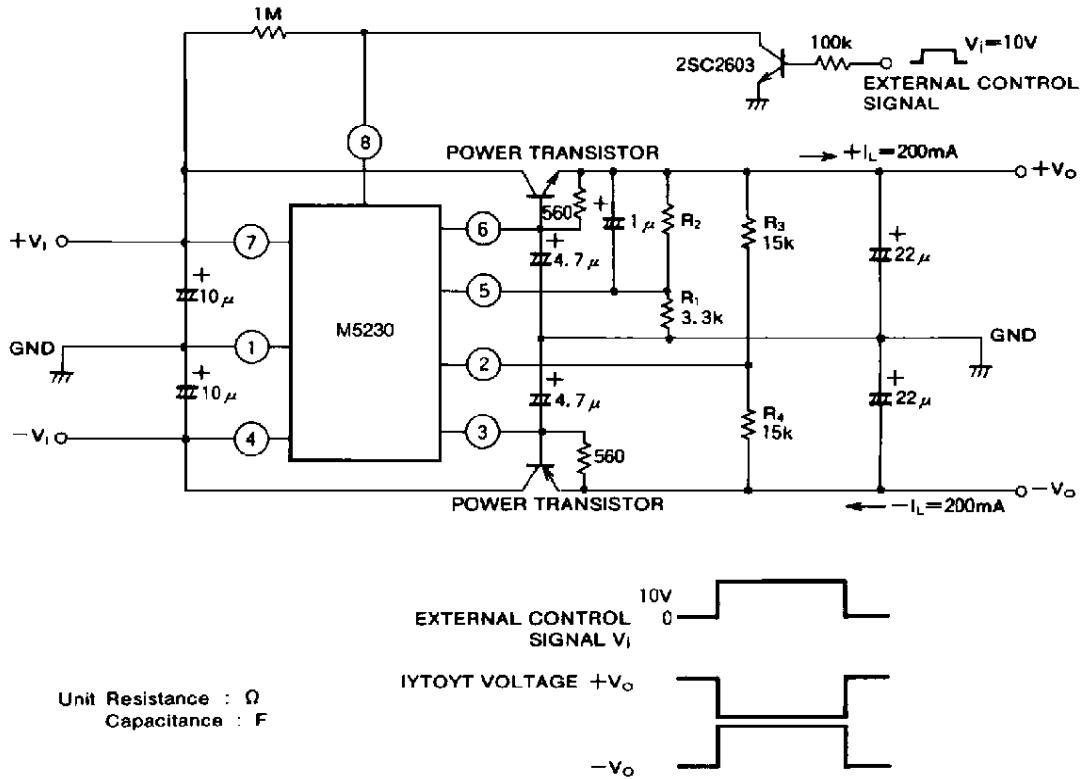 1M
8
2SC2603
100k
Vi=10V
EXTERNAL CONTROL
SIGNAL
POWER TRANSISTOR
+IL=200mA
+VO
+VI
7
6
560
+
1μ
R2
R3
15k
+
22μ
+
10μ
+
4.7μ
5
R1
3.3k
M5230
GND
1
2
GND
+
10μ
+
4.7μ
R4
15k
+
22μ
−VI
4
3
560
POWER TRANSISTOR
−VO
−IL=200mA
EXTERNAL CONTROL
SIGNAL Vi
10V
0
IYTOYT VOLTAGE +VO
−VO
Unit Resistance : Ω
Capacitance : F